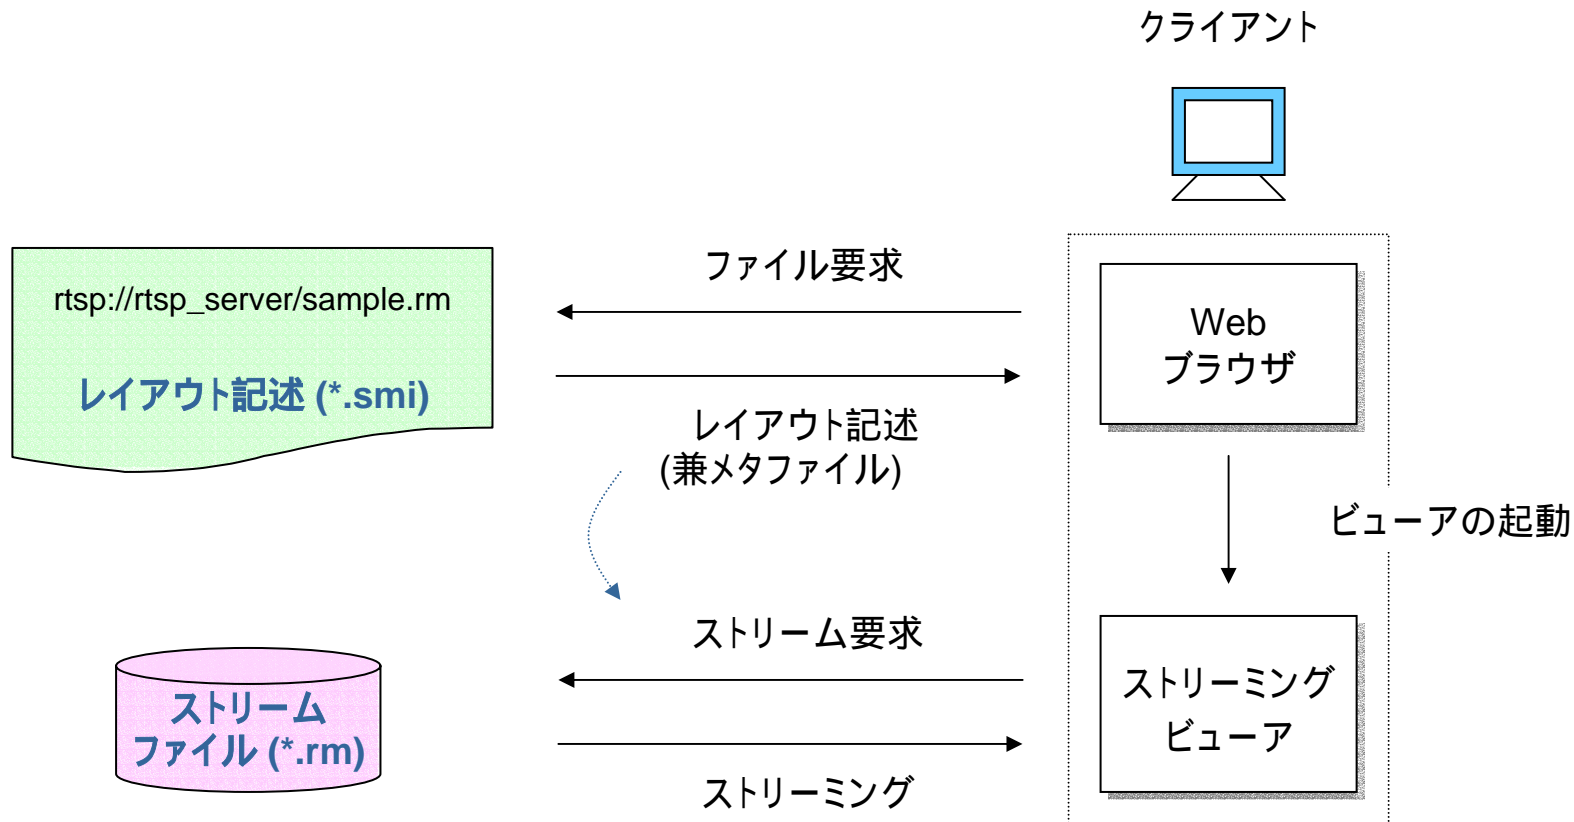 クライアント
rtsp://rtsp_server/sample.rm
レイアウト記述 (*.smi)
ファイル要求
レイアウト記述
(兼メタファイル)
Web
ブラウザ
ビューアの起動
ストリーム
ファイル (*.rm)
ストリーム要求
ストリーミング
ストリーミング
ビューア